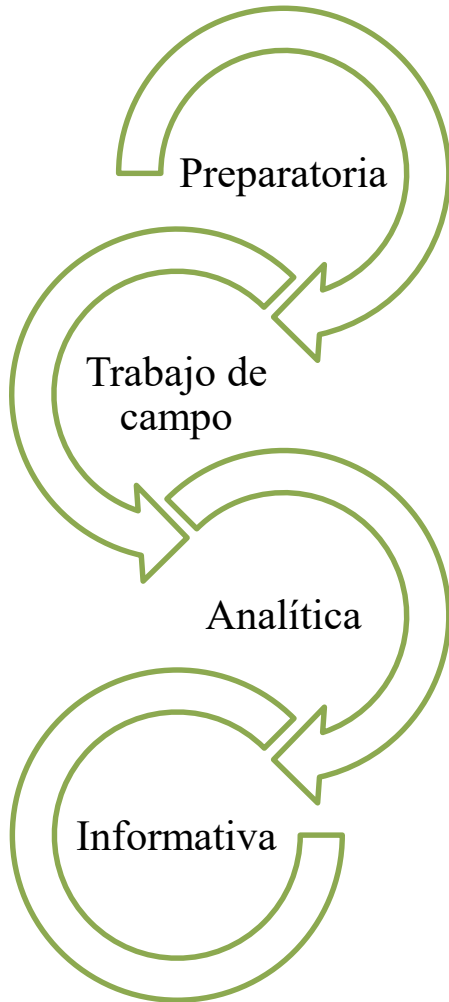 Preparatoria
Trabajo de
campo
Analítica
Informativa